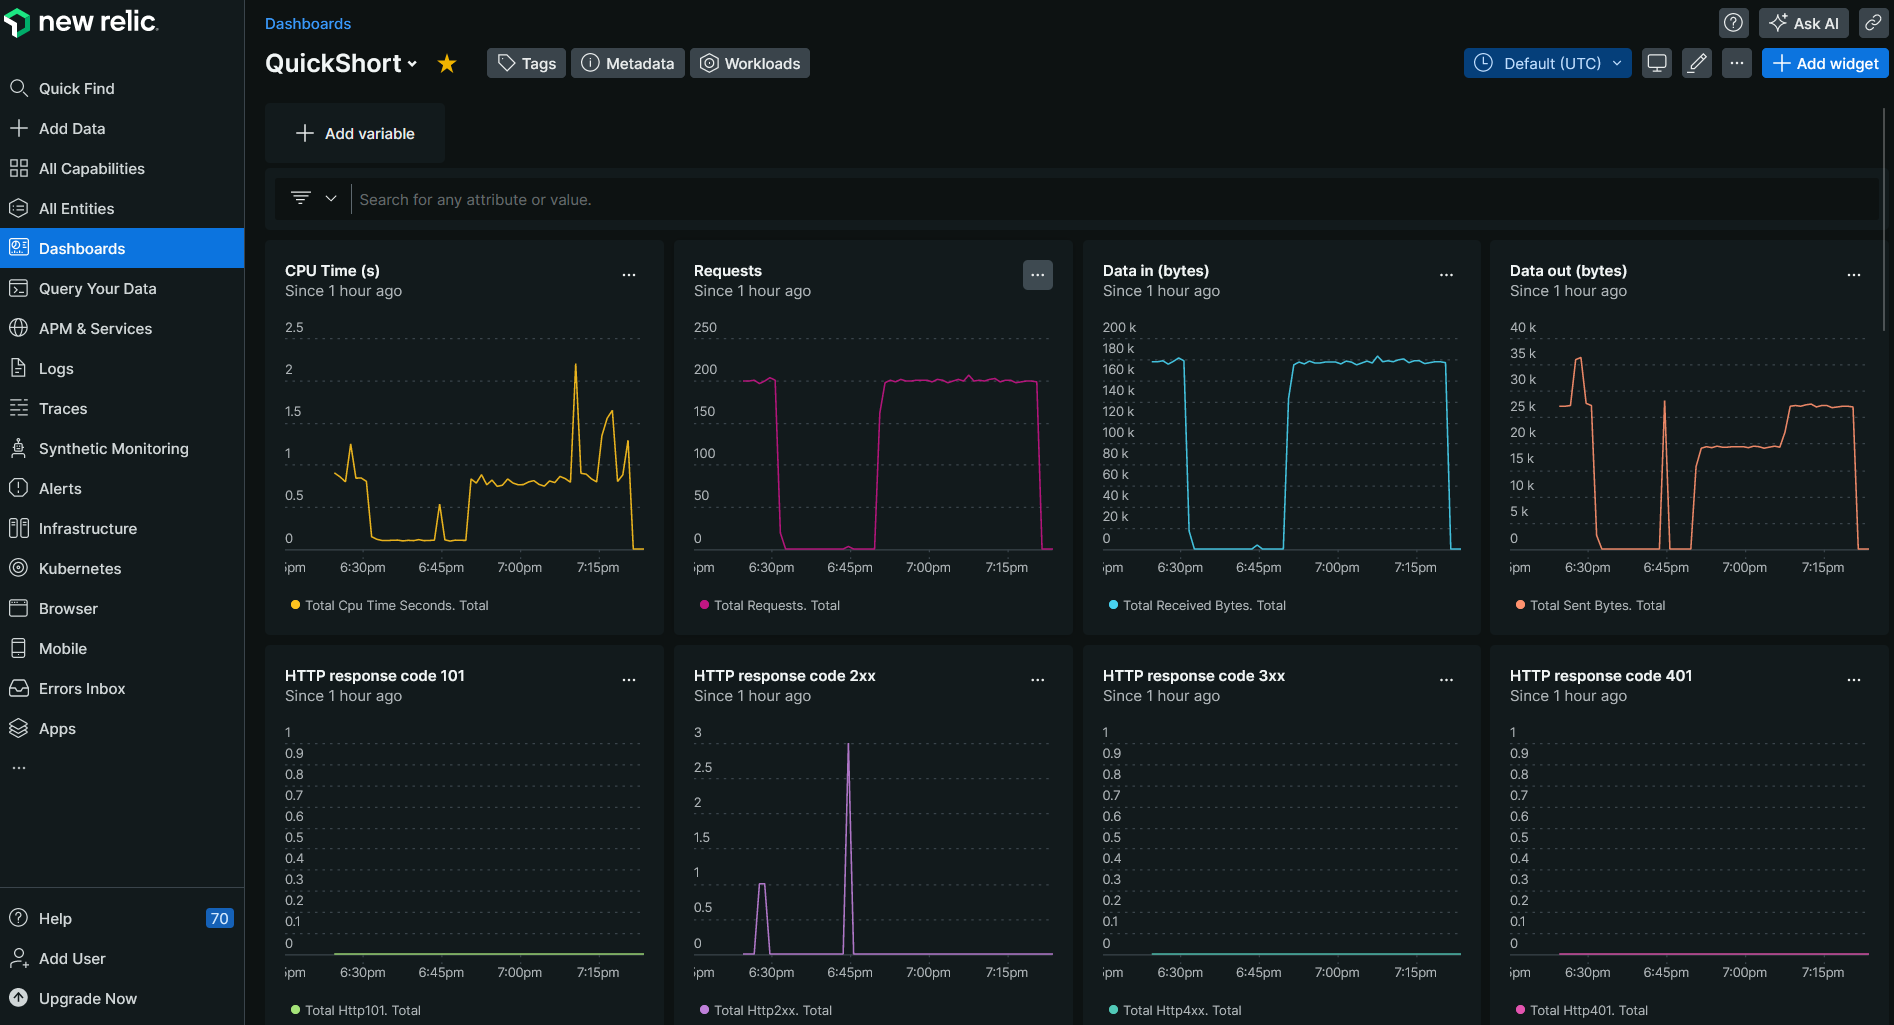 new relic
Quick Find
Add Data
All Capabilities
All Entities
Dashboards
Query Your Data
APM & Services
Logs
Traces
Synthetic Monitoring
Alerts
Infrastructure
Kubernetes
Browser
Mobile
Errors Inbox
Apps
...
Help 70
Add User
Upgrade Now
Dashboards
Ask AI
QuickShort
Tags
Metadata
Workloads
Default (UTC)
...
Add widget
Add variable
Search for any attribute or value.
CPU Time (s)
...
Since 1 hour ago
2.5
2
1.5
1
0.5
0
5pm 6:30pm 6:45pm 7:00pm 7:15pm
Total Cpu Time Seconds. Total
Requests
...
Since 1 hour ago
250
200
150
100
50
0
5pm 6:30pm 6:45pm 7:00pm 7:15pm
Total Requests. Total
Data in (bytes)
...
Since 1 hour ago
200 k
180 k
160 k
140 k
120 k
100 k
80 k
60 k
40 k
20 k
0
5pm 6:30pm 6:45pm 7:00pm 7:15pm
Total Received Bytes. Total
Data out (bytes)
...
Since 1 hour ago
40 k
35 k
30 k
25 k
20 k
15 k
10 k
5 k
0
5pm 6:30pm 6:45pm 7:00pm 7:15pm
Total Sent Bytes. Total
HTTP response code 101
...
Since 1 hour ago
1
0.9
0.8
0.7
0.6
0.5
0.4
0.3
0.2
0.1
0
5pm 6:30pm 6:45pm 7:00pm 7:15pm
Total Http101. Total
HTTP response code 2xx
...
Since 1 hour ago
3
2.5
2
1.5
1
0.5
0
5pm 6:30pm 6:45pm 7:00pm 7:15pm
Total Http2xx. Total
HTTP response code 3xx
...
Since 1 hour ago
1
0.9
0.8
0.7
0.6
0.5
0.4
0.3
0.2
0.1
0
5pm 6:30pm 6:45pm 7:00pm 7:15pm
Total Http4xx. Total
HTTP response code 401
...
Since 1 hour ago
1
0.9
0.8
0.7
0.6
0.5
0.4
0.3
0.2
0.1
0
5pm 6:30pm 6:45pm 7:00pm 7:15pm
Total Http401. Total